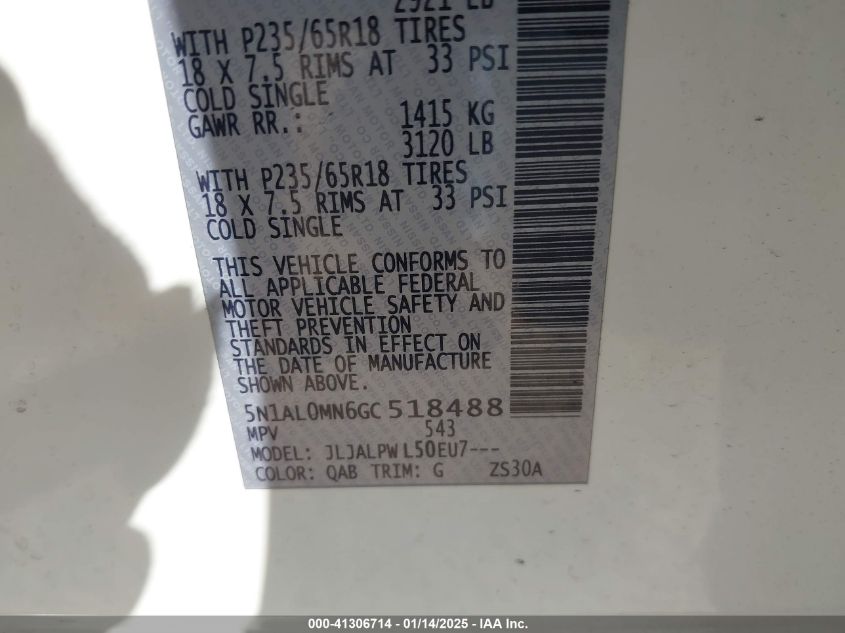 2921 LB
WITH P235/65R18 TIRES
18 X 7.5 RIMS AT 33 PSI
COLD SINGLE
GAWR RR.: 1415 KG
3120 LB
WITH P235/65R18 TIRES
18 X 7.5 RIMS AT 33 PSI
COLD SINGLE
THIS VEHICLE CONFORMS TO
ALL APPLICABLE FEDERAL
MOTOR VEHICLE SAFETY AND
THEFT PREVENTION
STANDARDS IN EFFECT ON
THE DATE OF MANUFACTURE
SHOWN ABOVE.
5N1AL0MN6GC518488
MPV 543
MODEL: JLJALPWL50EU7---
COLOR: QAB TRIM: G ZS30A
000-41306714 - 01/14/2025 - IAA Inc.